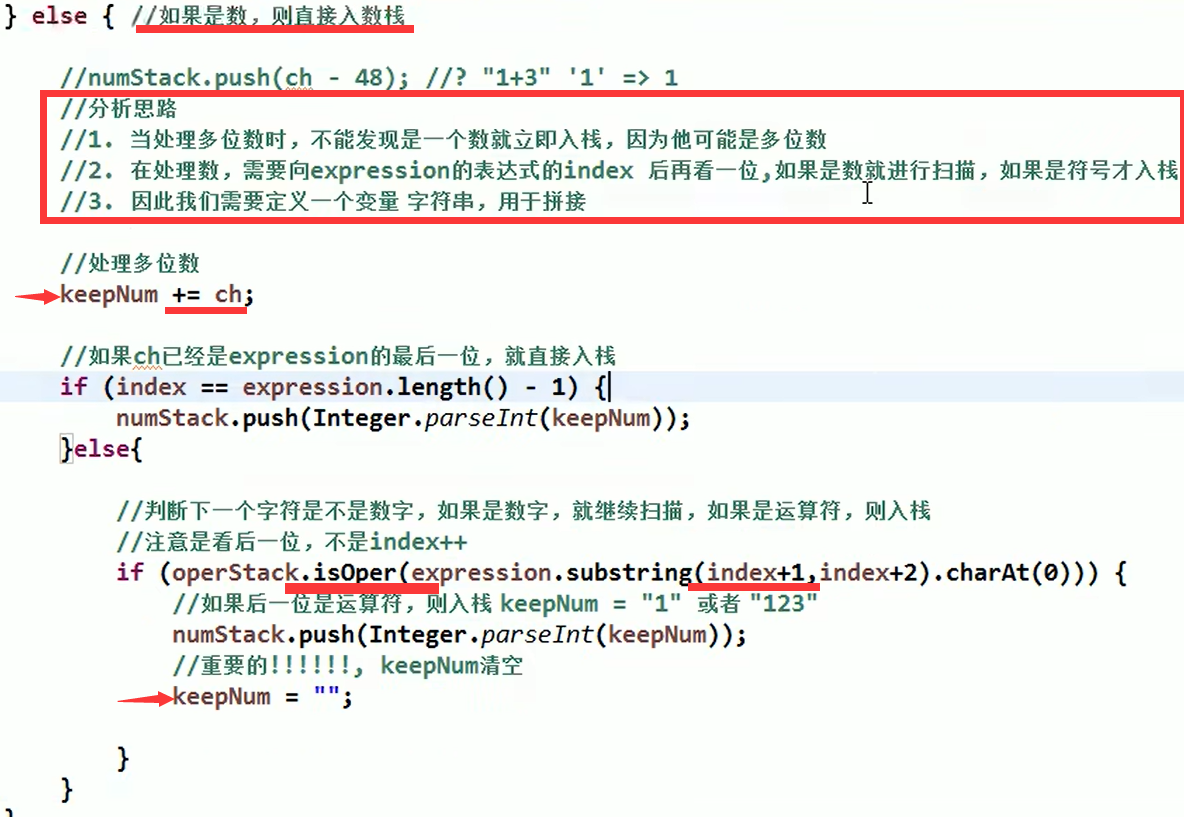 } else { //如果是数，则直接入数栈
//numStack.push(ch - 48); //? "1+3" '1' => 1
//分析思路
//1. 当处理多位数时，不能发现是一个数就立即入栈，因为他可能是多位数
//2. 在处理数，需要向expression的表达式的index 后再看一位,如果是数就进行扫描，如果是符号才入栈
//3. 因此我们需要定义一个变量 字符串，用于拼接
//处理多位数
keepNum += ch;
//如果ch已经是expression的最后一位，就直接入栈
if (index == expression.length() - 1) {
numStack.push(Integer.parseInt(keepNum));
}else{
//判断下一个字符是不是数字，如果是数字，就继续扫描，如果是运算符，则入栈
//注意是看后一位，不是index++
if (operStack.isOper(expression.substring(index+1,index+2).charAt(0))) {
//如果后一位是运算符，则入栈 keepNum = "1" 或者 "123"
numStack.push(Integer.parseInt(keepNum));
//重要的!!!!!!, keepNum清空
keepNum = "";
}
}